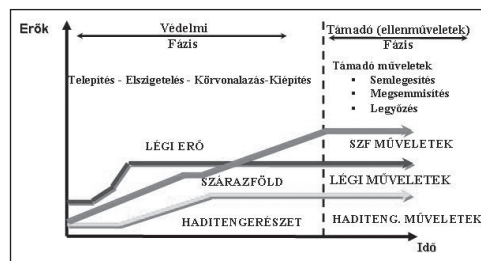 Erők
Védelmi
Fázis
Támadó (ellenműveletek)
Fázis
Telepítés - Elszigetelés - Körvonalazás-Kiépítés
Támadó műveletek
▪ Semlegesítés
▪ Megsemmisítés
▪ Legyőzés
LÉGI ERŐ
SZF MŰVELETEK
SZÁRAZFÖLD
LÉGI MŰVELETEK
HADITENGERÉSZET
HADITENG. MŰVELETEK
Idő